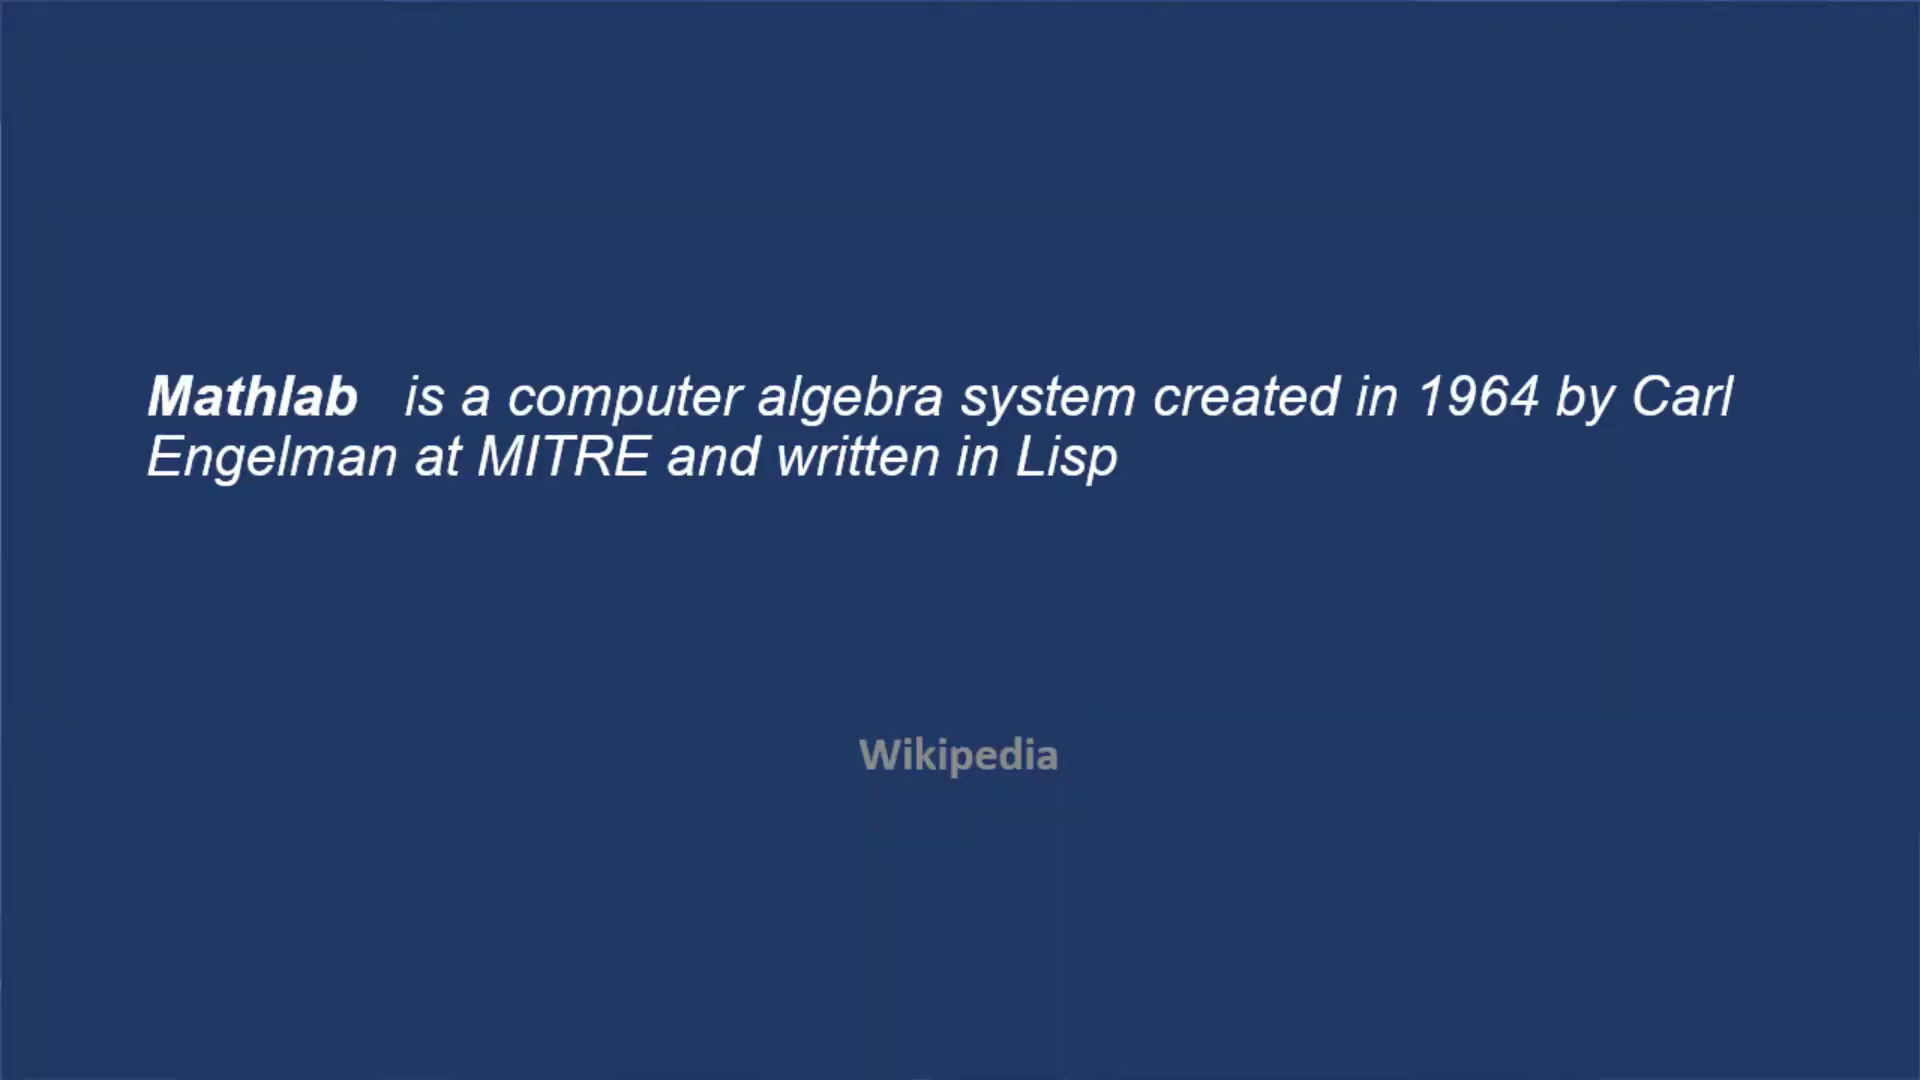 Mathlab is a computer algebra system created in 1964 by Carl
Engelman at MITRE and written in Lisp
Wikipedia